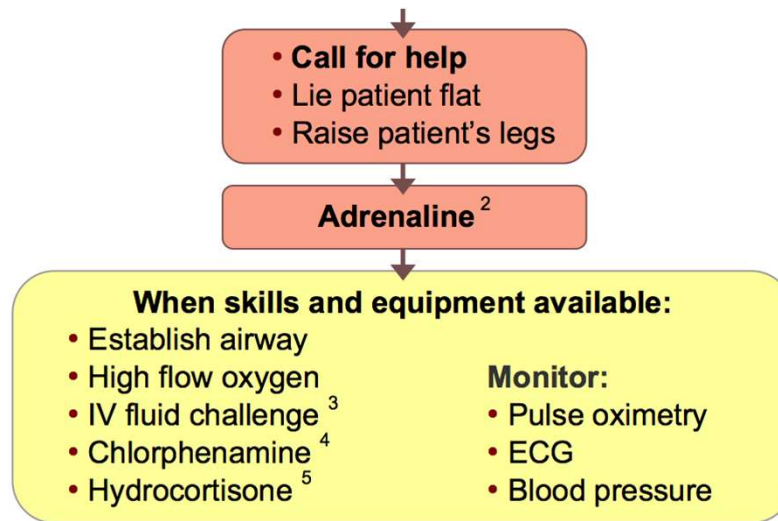 • Call for help
• Lie patient flat
• Raise patient’s legs
Adrenaline 2
When skills and equipment available:
• Establish airway
• High flow oxygen
• IV fluid challenge 3
• Chlorphenamine 4
• Hydrocortisone 5
Monitor:
• Pulse oximetry
• ECG
• Blood pressure